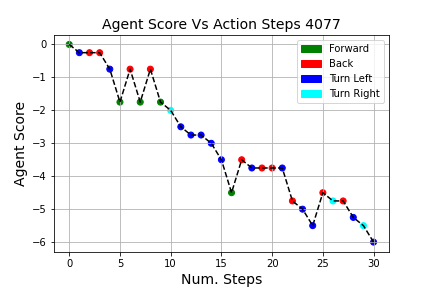 Agent Score Vs Action Steps 4077
Forward
Back
Turn Left
Turn Right
Agent Score
0
−1
−2
−3
−4
−5
−6
0 5 10 15 20 25 30
Num. Steps